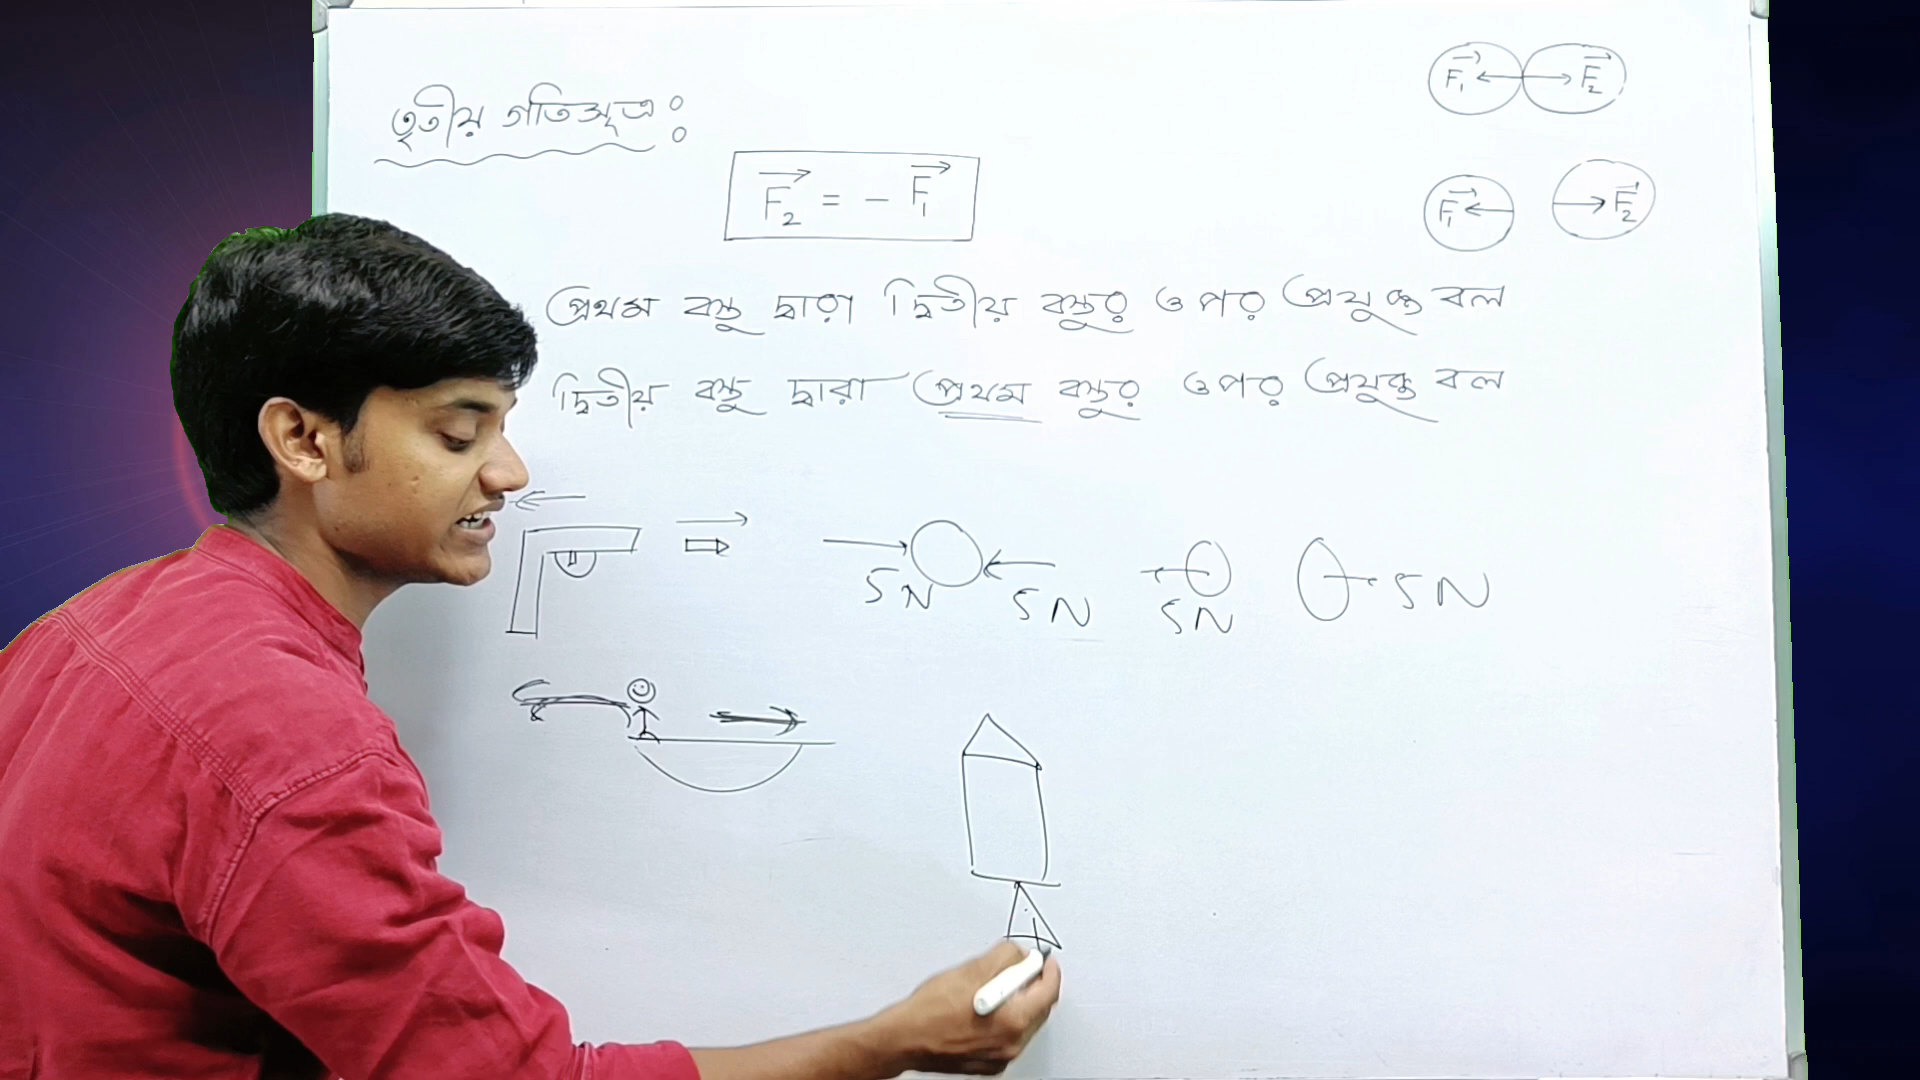 তৃতীয় গতিসূত্র :
F₂ = - F₁
F₁ F₂
F₁ F₂
প্রথম বস্তু দ্বারা দ্বিতীয় বস্তুর ওপর প্রযুক্ত বল
দ্বিতীয় বস্তু দ্বারা প্রথম বস্তুর ওপর প্রযুক্ত বল
5N 5N 5N 5N